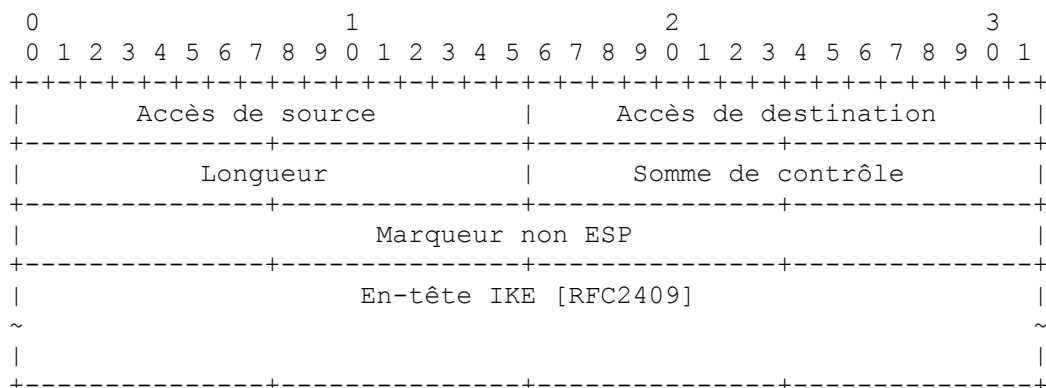 0                   1                   2                   3
 0 1 2 3 4 5 6 7 8 9 0 1 2 3 4 5 6 7 8 9 0 1 2 3 4 5 6 7 8 9 0 1
+-+-+-+-+-+-+-+-+-+-+-+-+-+-+-+-+-+-+-+-+-+-+-+-+-+-+-+-+-+-+-+-+
|       Accès de source         |     Accès de destination      |
+---------------+---------------+---------------+---------------+
|           Longueur            |      Somme de contrôle        |
+---------------+---------------+---------------+---------------+
|                      Marqueur non ESP                         |
+---------------+---------------+---------------+---------------+
|                     En-tête IKE [RFC2409]                     |
~                                                               ~
|                                                               |
+---------------+---------------+---------------+---------------+